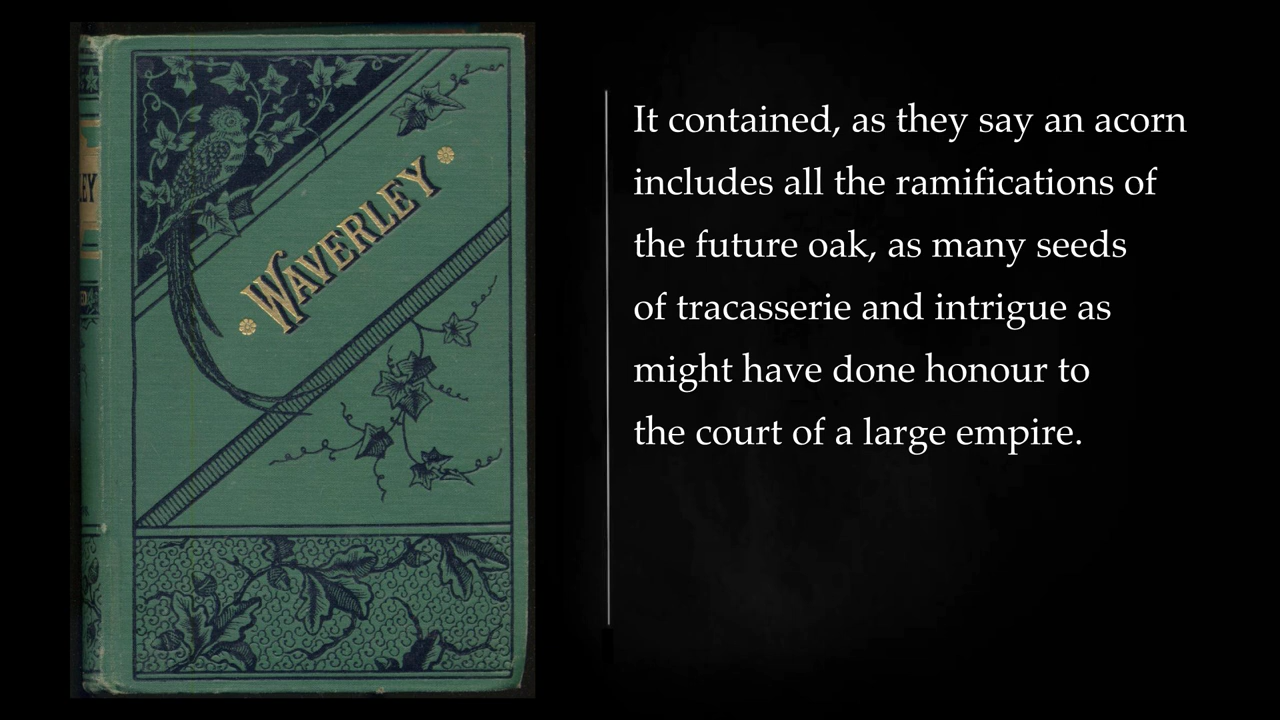 WAVERLEY
It contained, as they say an acorn
includes all the ramifications of
the future oak, as many seeds
of tracasserie and intrigue as
might have done honour to
the court of a large empire.